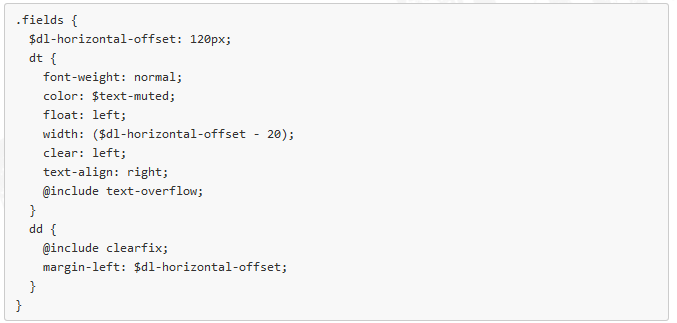 .fields {
  $dl-horizontal-offset: 120px;
  dt {
    font-weight: normal;
    color: $text-muted;
    float: left;
    width: ($dl-horizontal-offset - 20);
    clear: left;
    text-align: right;
    @include text-overflow;
  }
  dd {
    @include clearfix;
    margin-left: $dl-horizontal-offset;
  }
}